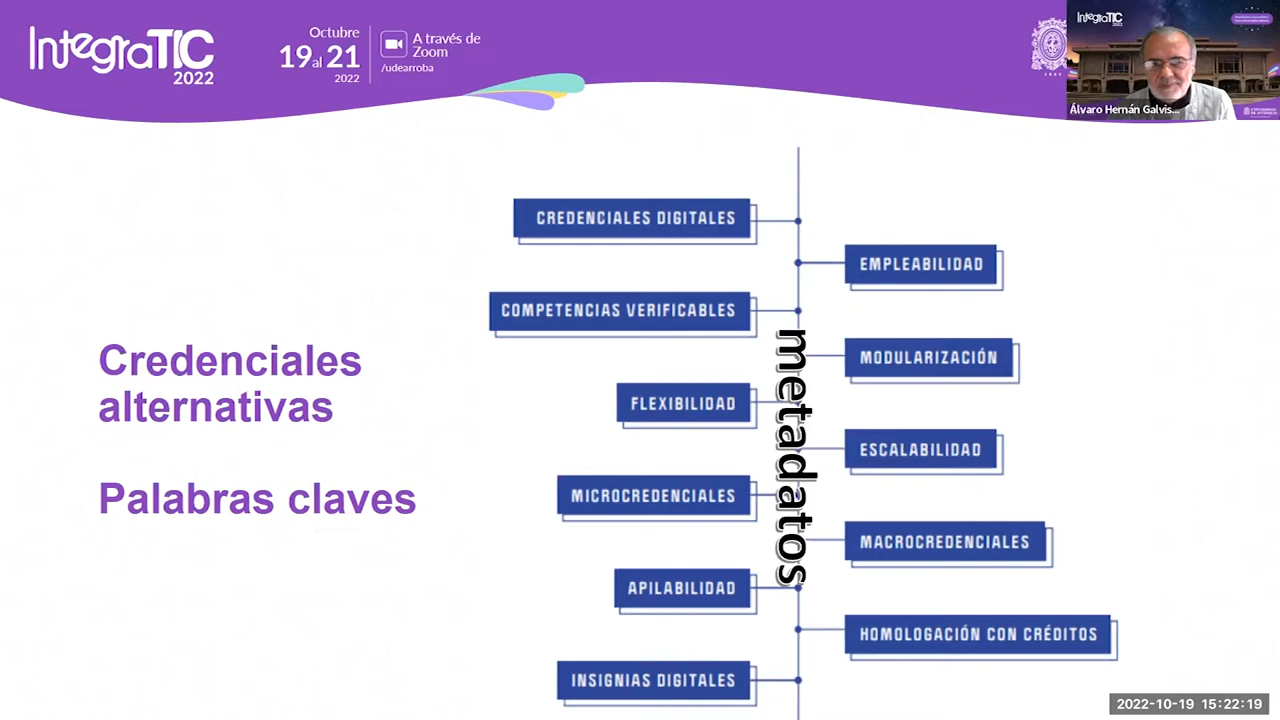 IntegraTIC
2022
Octubre
19 al 21
2022
A través de
Zoom
/udearroba
IntegraTIC
Álvaro Hernán Galvis...
CREDENCIALES DIGITALES
EMPLEABILIDAD
COMPETENCIAS VERIFICABLES
MODULARIZACIÓN
FLEXIBILIDAD
ESCALABILIDAD
MICROCREDENCIALES
MACROCREDENCIALES
APILABILIDAD
HOMOLOGACIÓN CON CRÉDITOS
INSIGNIAS DIGITALES
metadatos
Credenciales
alternativas
Palabras claves
2022-10-19 15:22:19